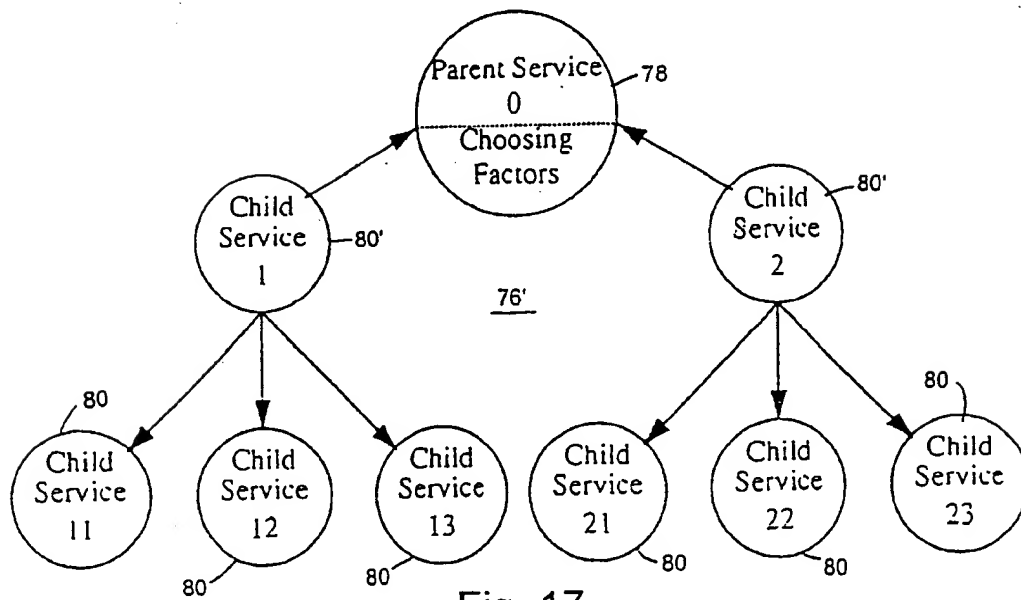 Parent Service
0
Choosing
Factors
78
Child
Service
1
80'
Child
Service
2
80'
76'
80
Child
Service
11
Child
Service
12
80
Child
Service
13
80
Child
Service
21
80
Child
Service
22
80
80
Child
Service
23
Fig. 17